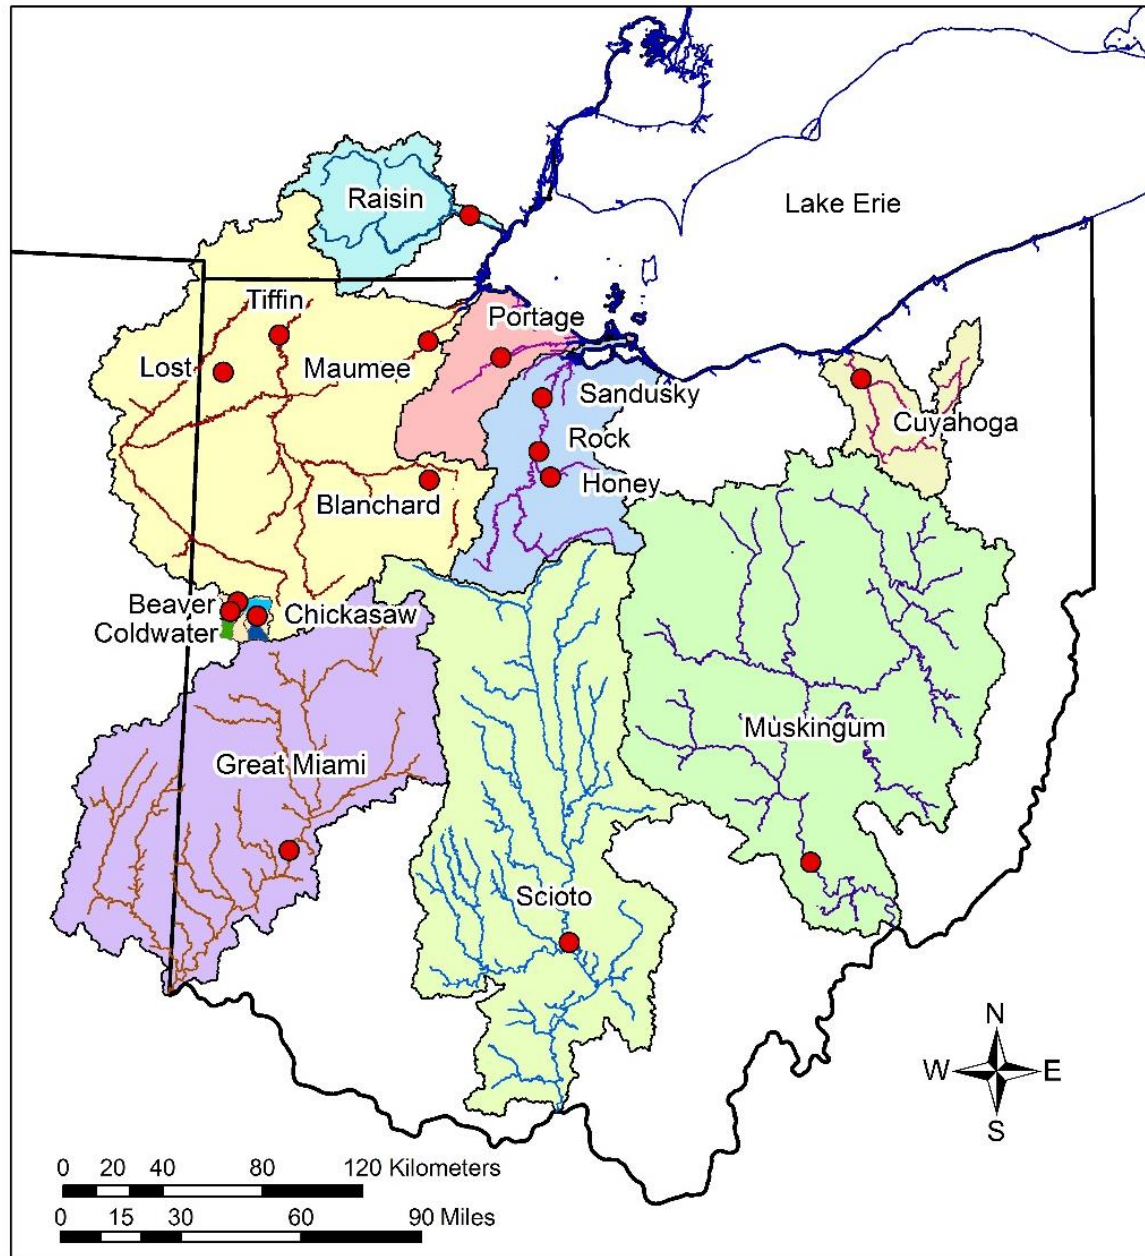 Raisin
Lake Erie
Tiffin
Portage
Lost
Maumee
Sandusky
Cuyahoga
Rock
Honey
Blanchard
Beaver
Chickasaw
Coldwater
Muskingum
Great Miami
Scioto
N
W E
S
0 20 40 80 120 Kilometers
0 15 30 60 90 Miles